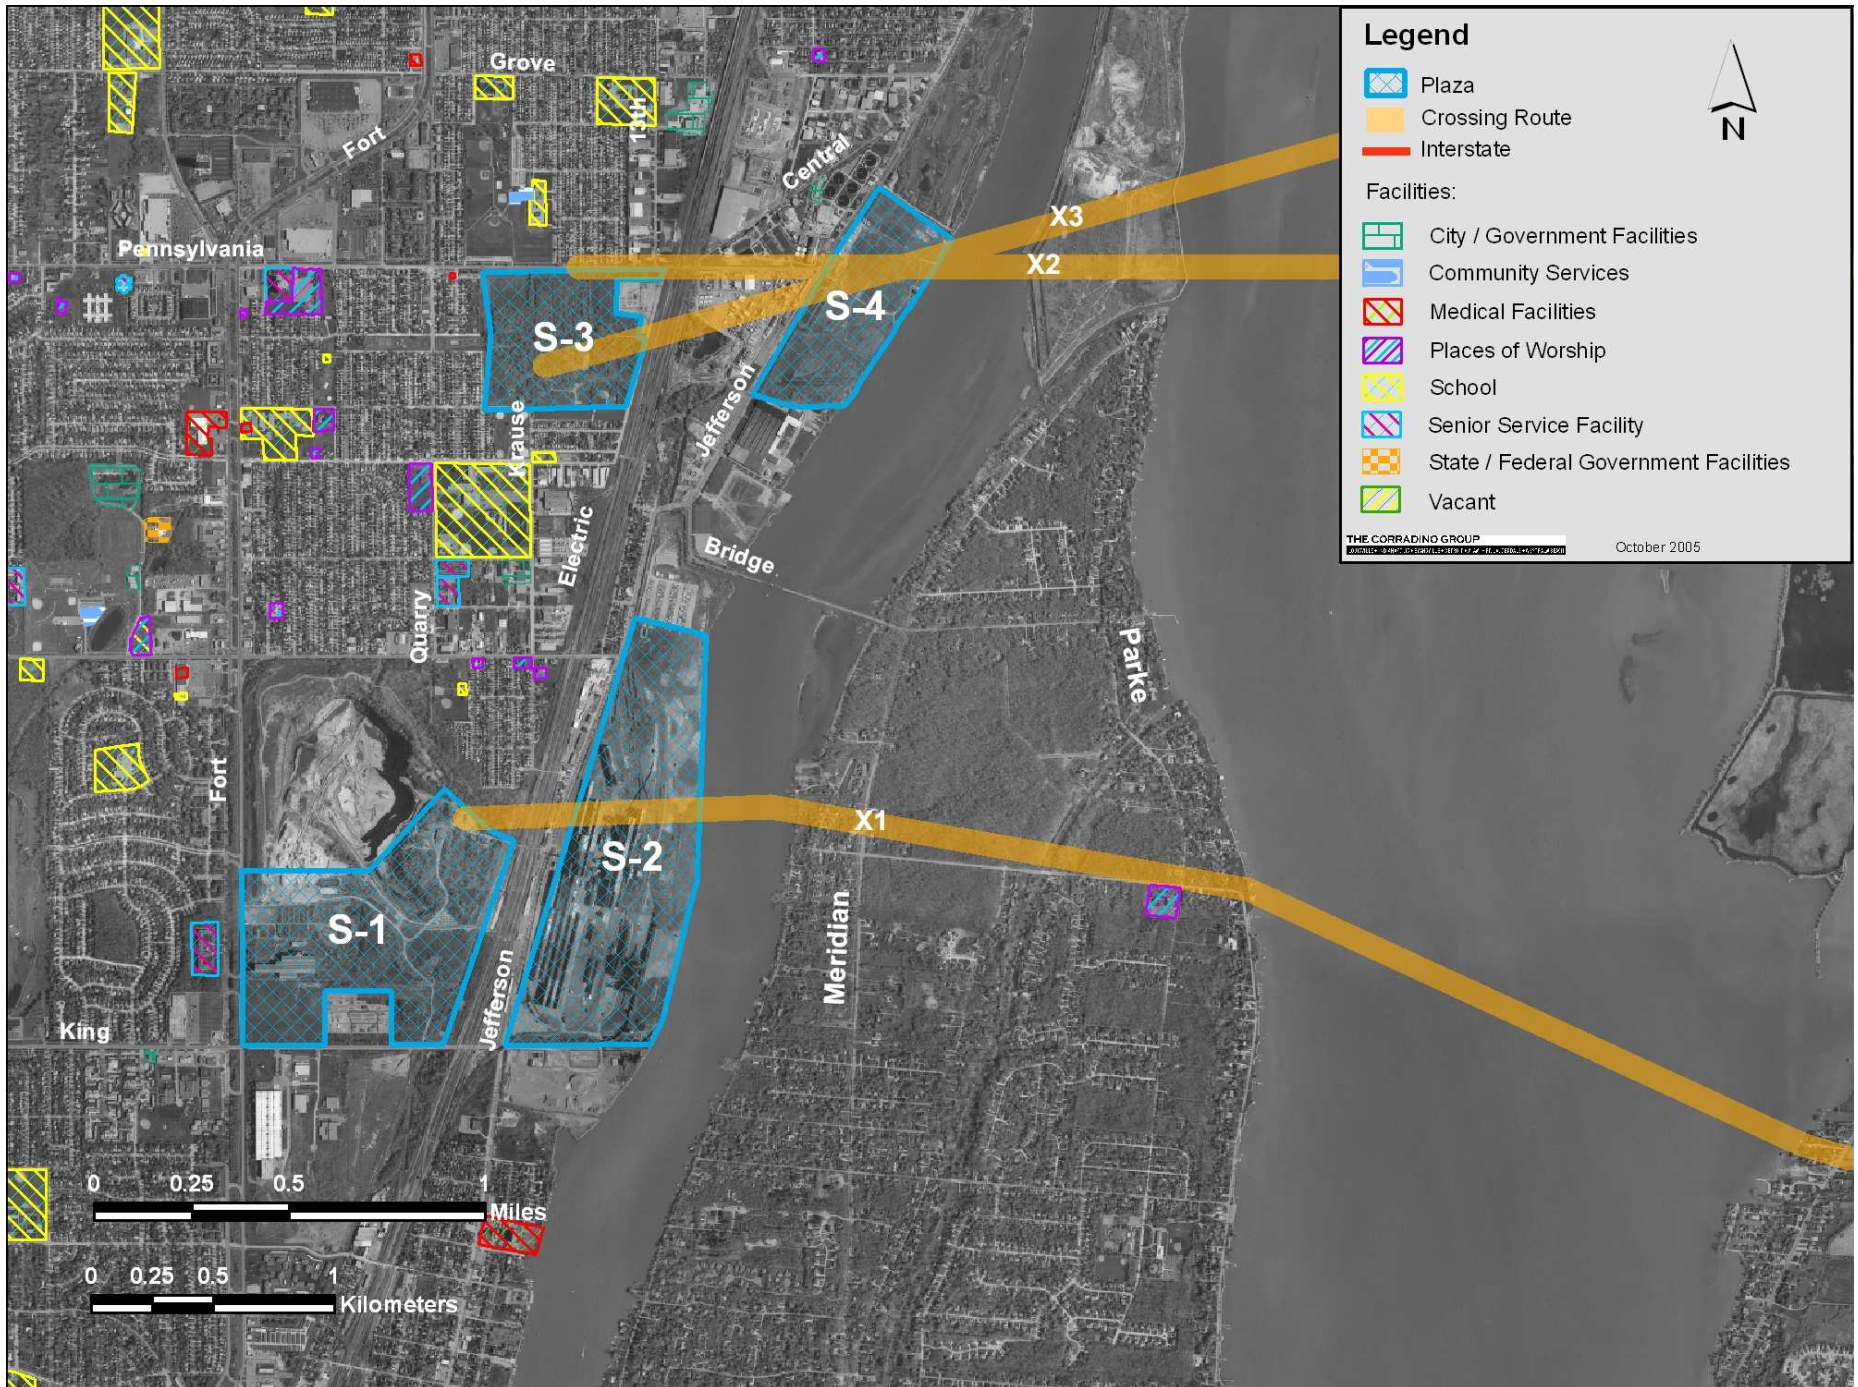 Legend
Plaza
Crossing Route
Interstate
N
Facilities:
City / Government Facilities
Community Services
Medical Facilities
Places of Worship
School
Senior Service Facility
State / Federal Government Facilities
Vacant
THE CORRADINO GROUP
October 2005
Grove
13th
Fort
Central
Pennsylvania
X3
X2
S-3
S-4
Krause
Jefferson
Electric
Bridge
Quarry
Parke
Fort
X1
S-2
S-1
Meridian
Jefferson
King
0 0.25 0.5 1
Miles
0 0.25 0.5 1
Kilometers